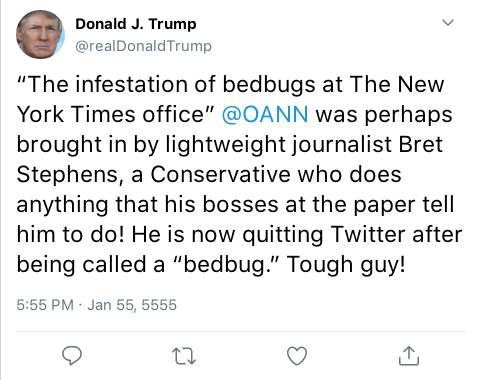 Donald J. Trump
@realDonaldTrump
“The infestation of bedbugs at The New
York Times office” @OANN was perhaps
brought in by lightweight journalist Bret
Stephens, a Conservative who does
anything that his bosses at the paper tell
him to do! He is now quitting Twitter after
being called a “bedbug.” Tough guy!
5:55 PM · Jan 55, 5555